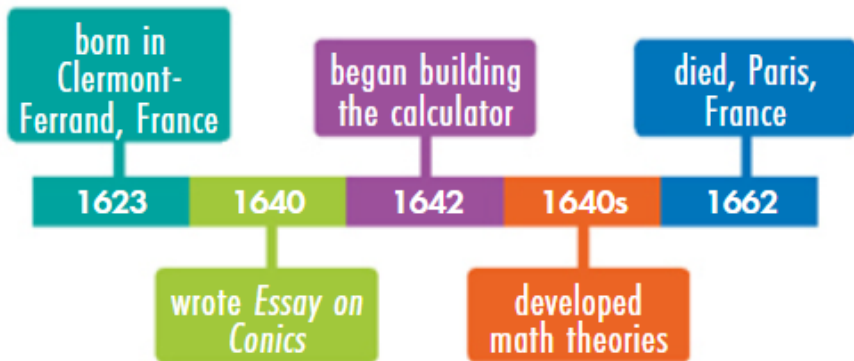 born in
Clermont-
Ferrand, France
began building
the calculator
died, Paris,
France
1623
1640
1642
1640s
1662
wrote Essay on
Conics
developed
math theories